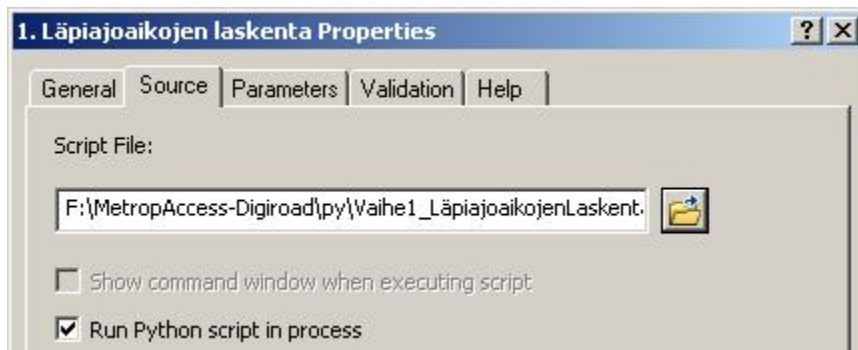 1. Läpiajoaikojen laskenta Properties
General Source Parameters Validation Help
Script File:
F:\MetropAccess-Digiroad\py\Vaihe1_LäpiajoaikojenLaskent
Show command window when executing script
Run Python script in process